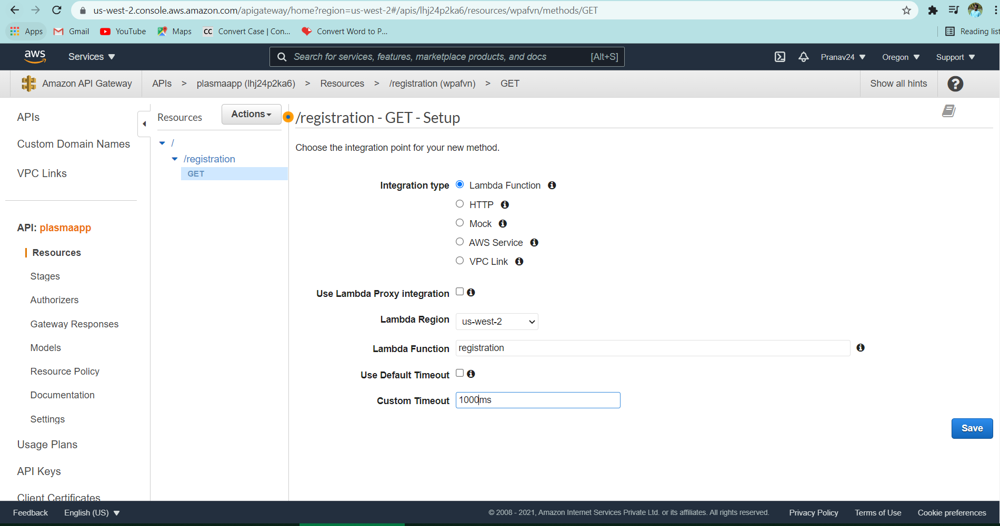 us-west-2.console.aws.amazon.com/apigateway/home?region=us-west-2#/apis/lhj24p2ka6/resources/wpafvn/methods/GET
Apps Gmail YouTube Maps CC Convert Case | Con... Convert Word to P... Reading list
aws Services Search for services, features, marketplace products, and docs [Alt+S] Pranav24 Oregon Support
Amazon API Gateway APIs > plasmaapp (lhj24p2ka6) > Resources > /registration (wpafvn) > GET Show all hints ?
APIs
Custom Domain Names
VPC Links
API: plasmaapp
Resources
Stages
Authorizers
Gateway Responses
Models
Resource Policy
Documentation
Settings
Usage Plans
API Keys
Client Certificates
Resources Actions
/
/registration
GET
/registration - GET - Setup
Choose the integration point for your new method.
Integration type Lambda Function
HTTP
Mock
AWS Service
VPC Link
Use Lambda Proxy integration
Lambda Region us-west-2
Lambda Function registration
Use Default Timeout
Custom Timeout 1000ms
Save
Feedback English (US) © 2008 - 2021, Amazon Internet Services Private Ltd. or its affiliates. All rights reserved. Privacy Policy Terms of Use Cookie preferences